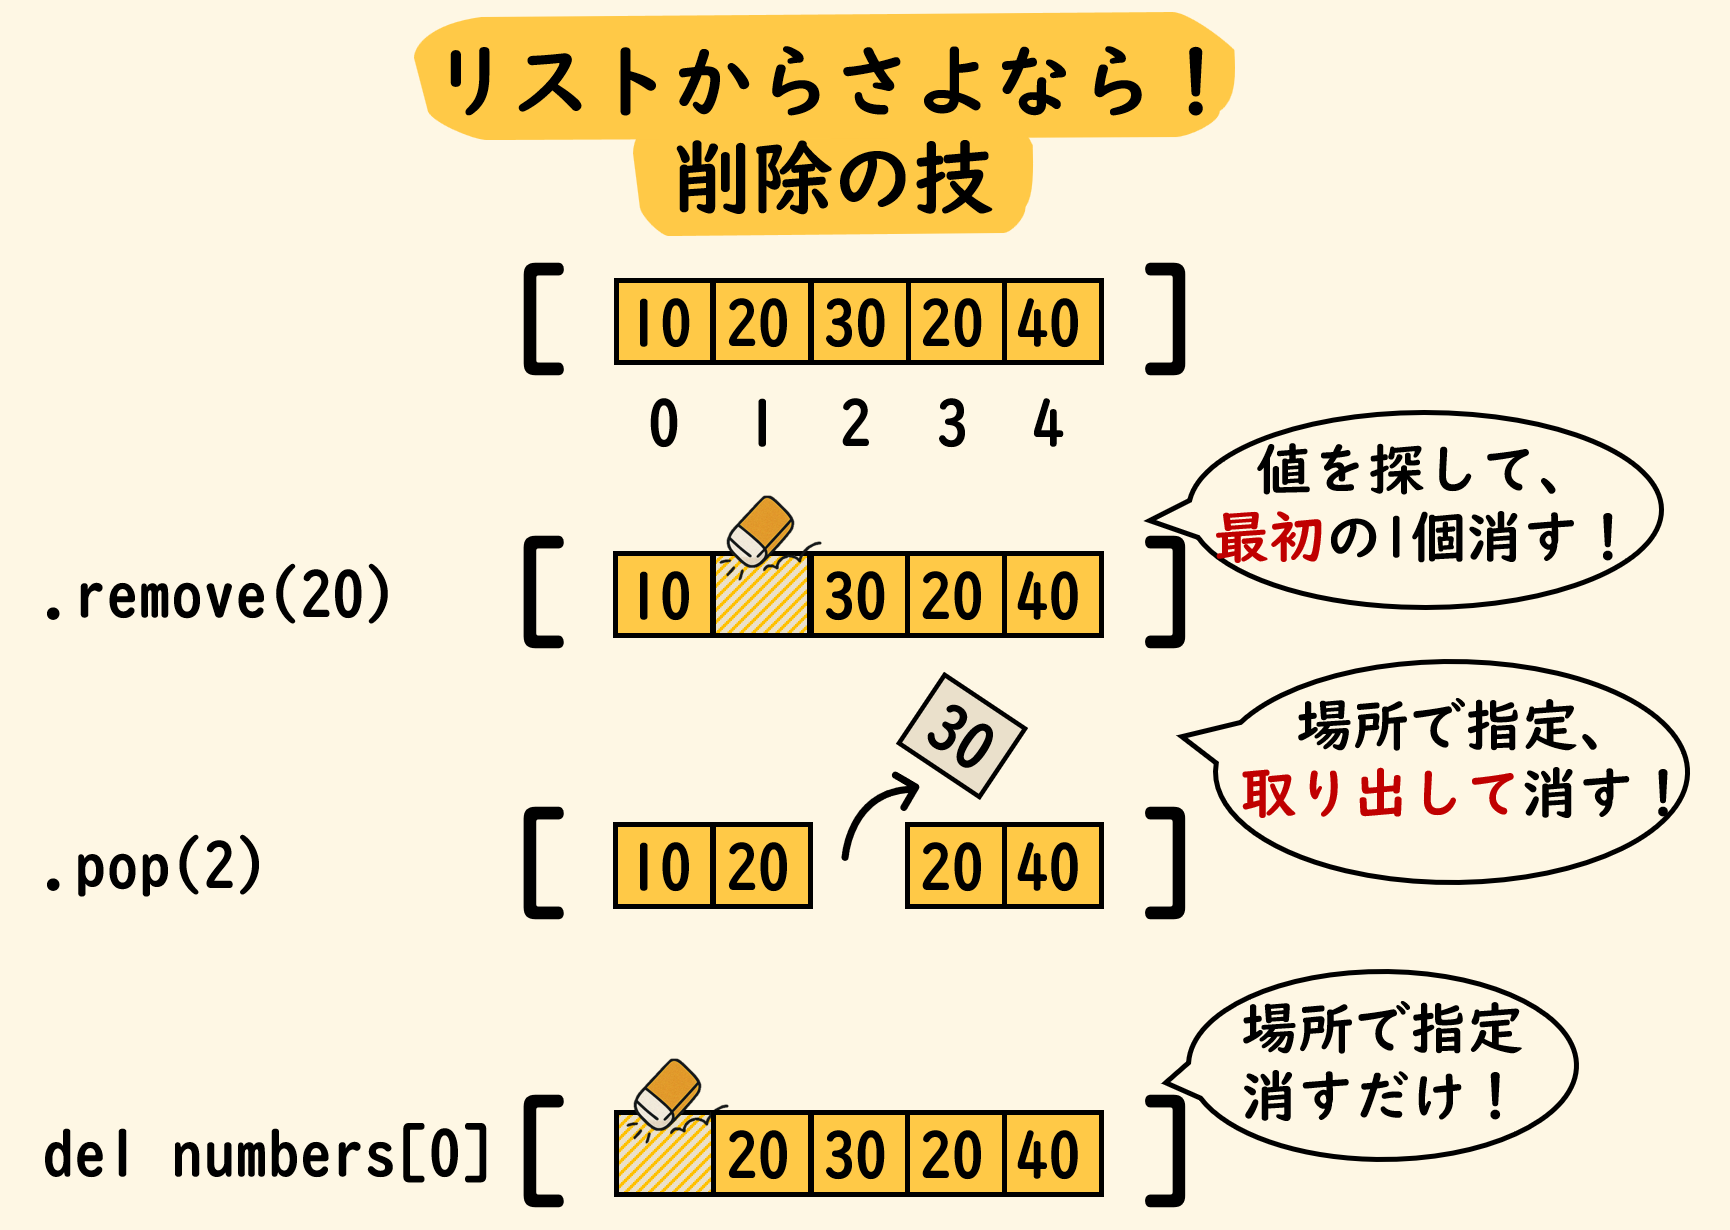 リストからさよなら！
削除の技
[ 10 20 30 20 40 ]
0 1 2 3 4
値を探して、
最初の1個消す！
.remove(20) [ 10 30 20 40 ]
場所で指定、
取り出して消す！
30
.pop(2) [ 10 20 20 40 ]
場所で指定
消すだけ！
del numbers[0] [ 20 30 20 40 ]